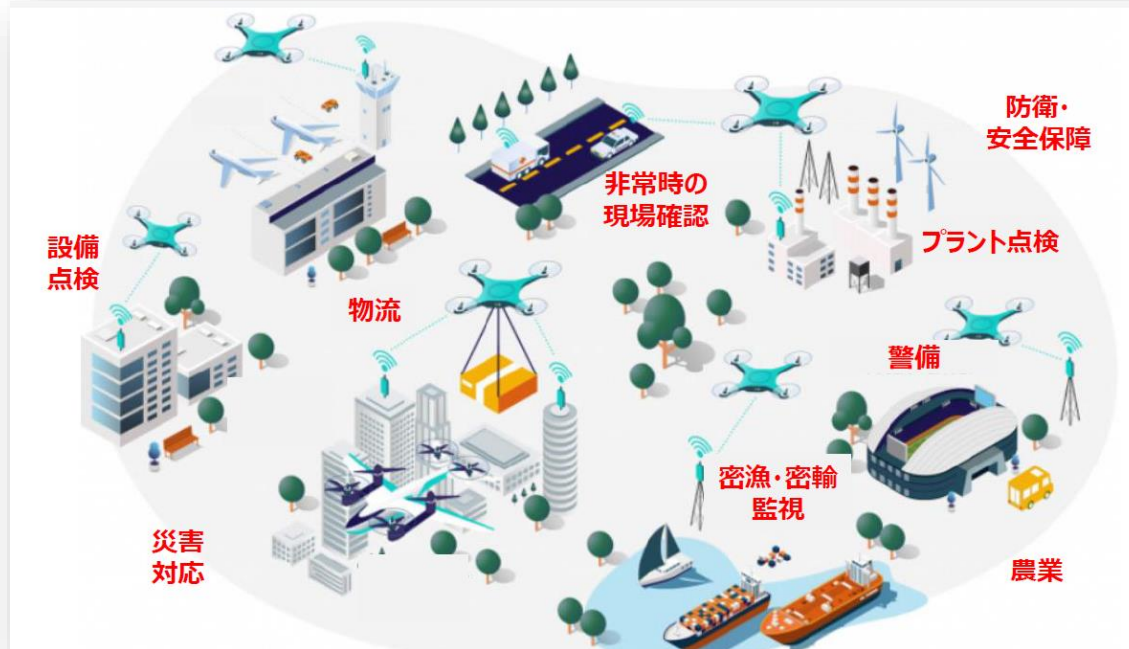 防衛・
安全保障
非常時の
現場確認
設備
点検
プラント点検
物流
警備
密漁・密輸
監視
災害
対応
農業